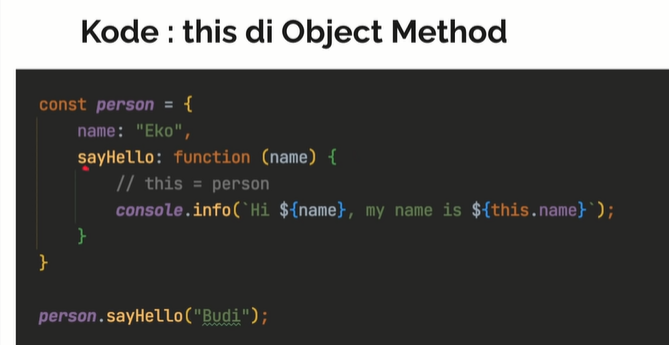 Kode : this di Object Method
const person = {
    name: "Eko",
    sayHello: function (name) {
        // this = person
        console.info(`Hi ${name}, my name is ${this.name}`);
    }
}
person.sayHello("Budi");